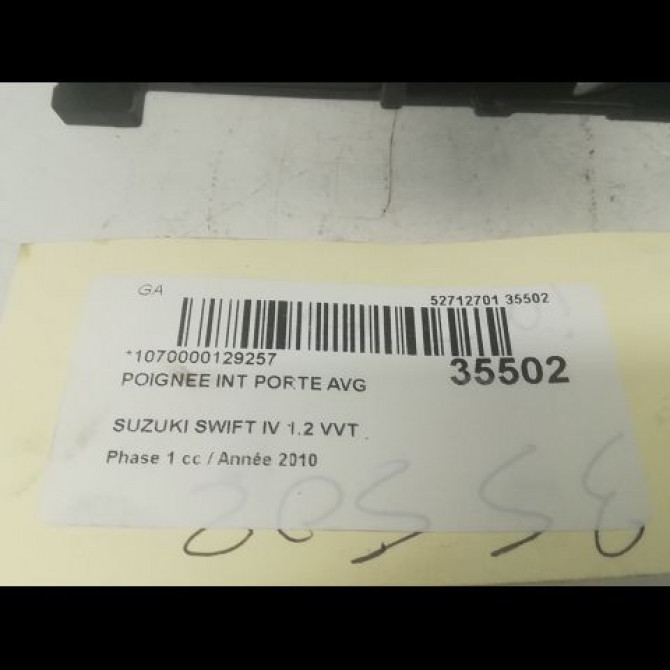 GA
52712701 35502
*1070000129257
35502
POIGNEE INT PORTE AVG
SUZUKI SWIFT IV 1.2 VVT
Phase 1 cc / Année 2010
35502